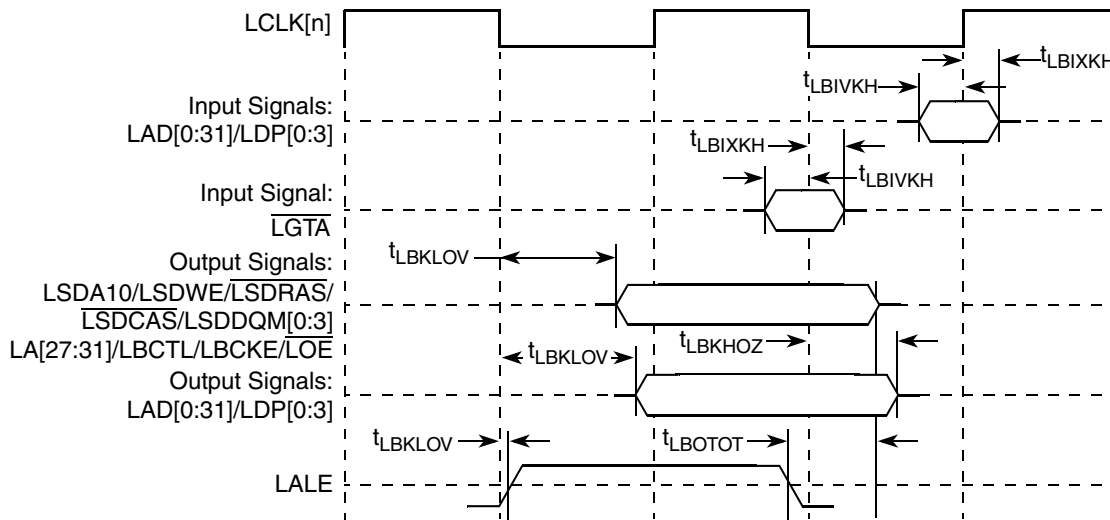 LCLK[n]
tLBIXKH
tLBIVKH
Input Signals:
LAD[0:31]/LDP[0:3]
tLBIXKH
tLBIVKH
Input Signal:
LGTA
tLBKLOV
Output Signals:
LSDA10/LSDWE/LSDRAS/
LSDCAS/LSDDQM[0:3]
LA[27:31]/LBCTL/LBCKE/LOE
tLBKLOV
tLBKHOZ
Output Signals:
LAD[0:31]/LDP[0:3]
tLBKLOV
tLBOTOT
LALE